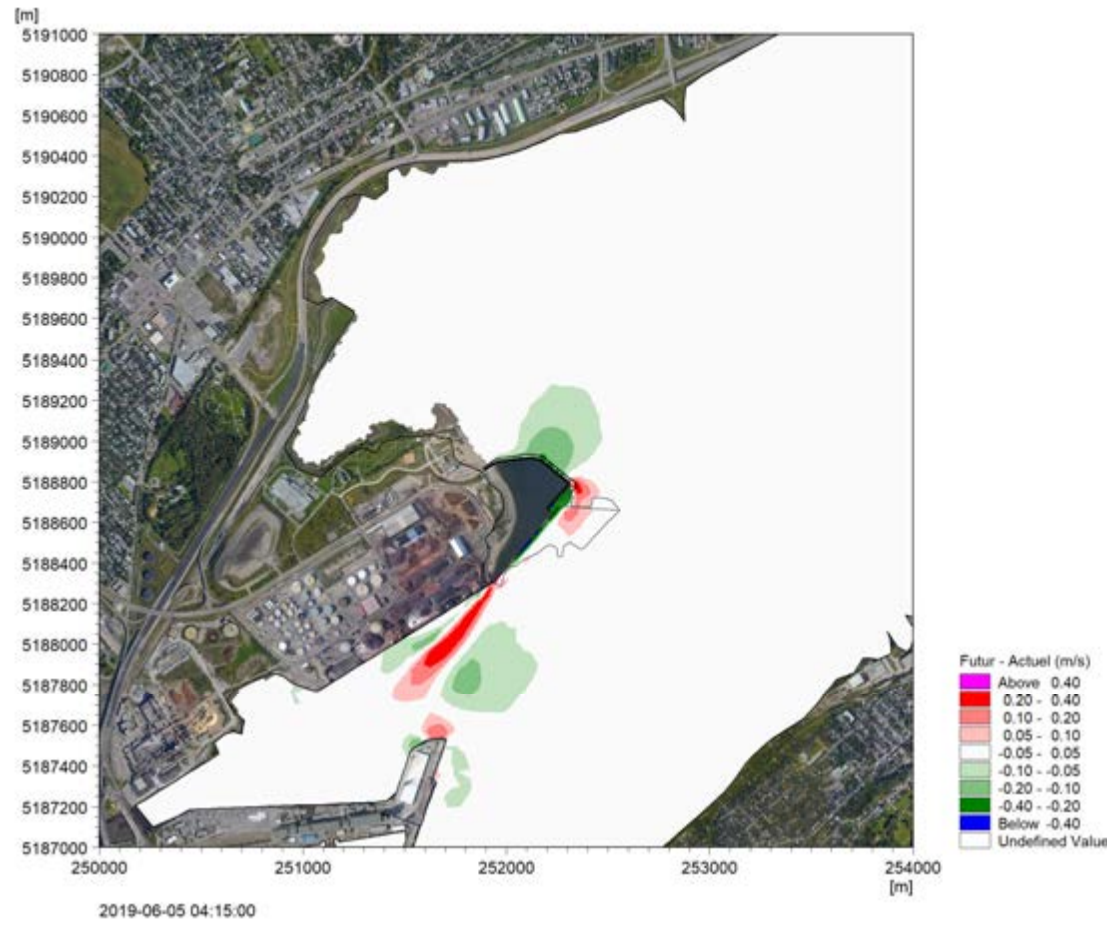 [m]
5191000
5190800
5190600
5190400
5190200
5190000
5189800
5189600
5189400
5189200
5189000
5188800
5188600
5188400
5188200
5188000
5187800
5187600
5187400
5187200
5187000
250000 251000 252000 253000 254000
[m]
2019-06-05 04:15:00
Futur - Actuel (m/s)
Above 0.40
0.20 - 0.40
0.10 - 0.20
0.05 - 0.10
-0.05 - 0.05
-0.10 - -0.05
-0.20 - -0.10
-0.40 - -0.20
Below -0.40
Undefined Value